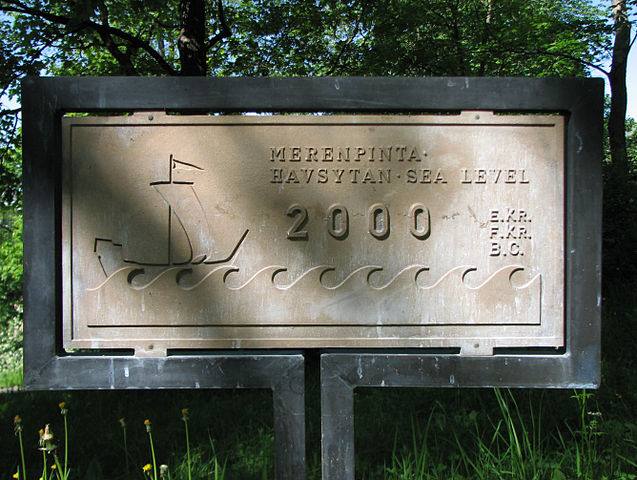 MERENPINTA·
HAVSYTAN·SEA LEVEL
2000
E.KR.
F.KR.
B.C.